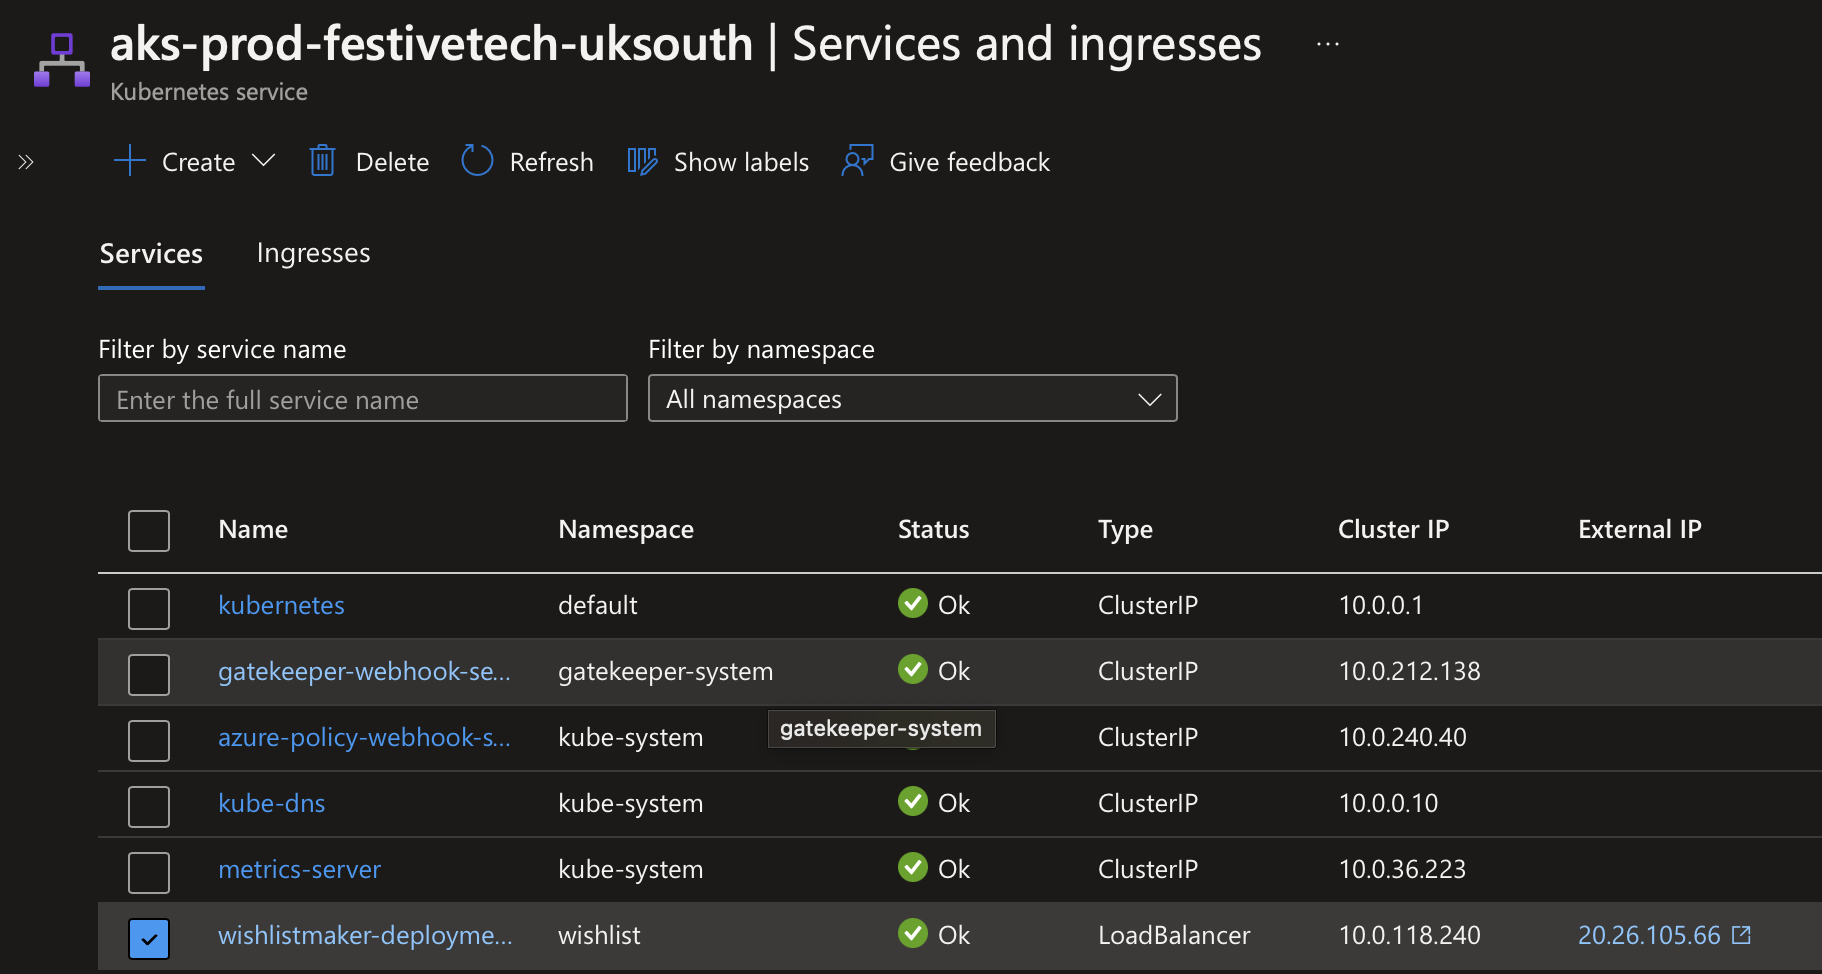 aks-prod-festivetech-uksouth | Services and ingresses ...
Kubernetes service
Create Delete Refresh Show labels Give feedback
Services Ingresses
Filter by service name Filter by namespace
Enter the full service name All namespaces
Name Namespace Status Type Cluster IP External IP
kubernetes default Ok ClusterIP 10.0.0.1
gatekeeper-webhook-se... gatekeeper-system Ok ClusterIP 10.0.212.138
gatekeeper-system
azure-policy-webhook-s... kube-system ClusterIP 10.0.240.40
kube-dns kube-system Ok ClusterIP 10.0.0.10
metrics-server kube-system Ok ClusterIP 10.0.36.223
wishlistmaker-deployme... wishlist Ok LoadBalancer 10.0.118.240 20.26.105.66